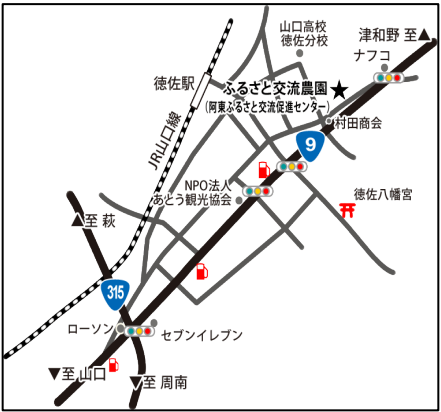 山口高校
徳佐分校
津和野 至▲
ナフコ
徳佐駅
ふるさと交流農園
(阿東ふるさと交流促進センター)
村田商会
JR山口線
9
NPO法人
あとう観光協会
徳佐八幡宮
▲至 萩
315
ローソン
セブンイレブン
▼至 山口
▼至 周南